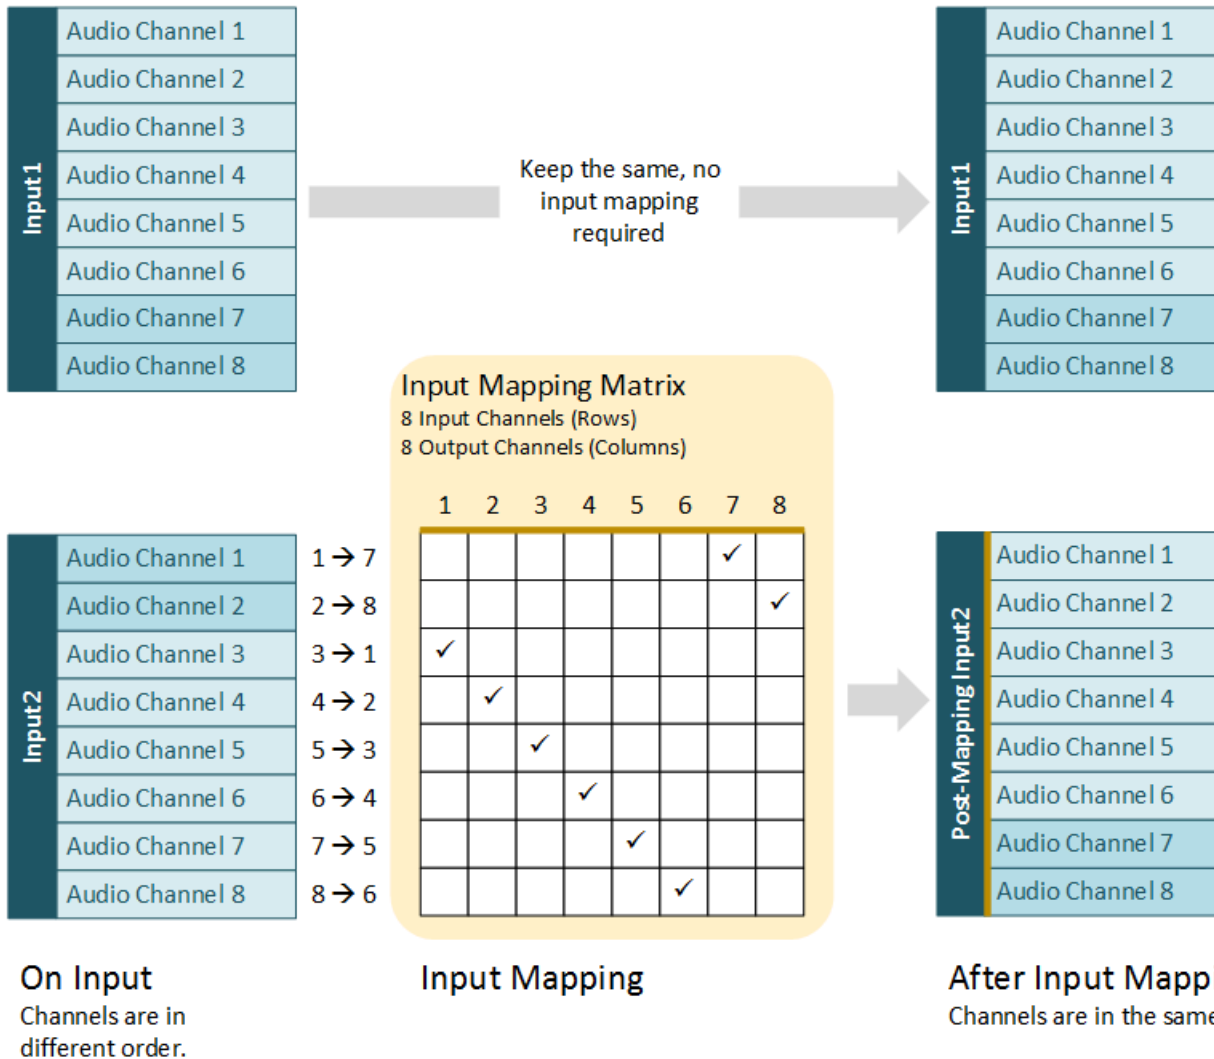 Input1
Audio Channel 1
Audio Channel 2
Audio Channel 3
Audio Channel 4
Audio Channel 5
Audio Channel 6
Audio Channel 7
Audio Channel 8
Keep the same, no
input mapping
required
Input1
Audio Channel 1
Audio Channel 2
Audio Channel 3
Audio Channel 4
Audio Channel 5
Audio Channel 6
Audio Channel 7
Audio Channel 8
Input Mapping Matrix
8 Input Channels (Rows)
8 Output Channels (Columns)
1 2 3 4 5 6 7 8
Input2
Audio Channel 1
Audio Channel 2
Audio Channel 3
Audio Channel 4
Audio Channel 5
Audio Channel 6
Audio Channel 7
Audio Channel 8
1 → 7
2 → 8
3 → 1
4 → 2
5 → 3
6 → 4
7 → 5
8 → 6
Post-Mapping Input2
Audio Channel 1
Audio Channel 2
Audio Channel 3
Audio Channel 4
Audio Channel 5
Audio Channel 6
Audio Channel 7
Audio Channel 8
On Input
Channels are in
different order.
Input Mapping
After Input Mapp
Channels are in the same